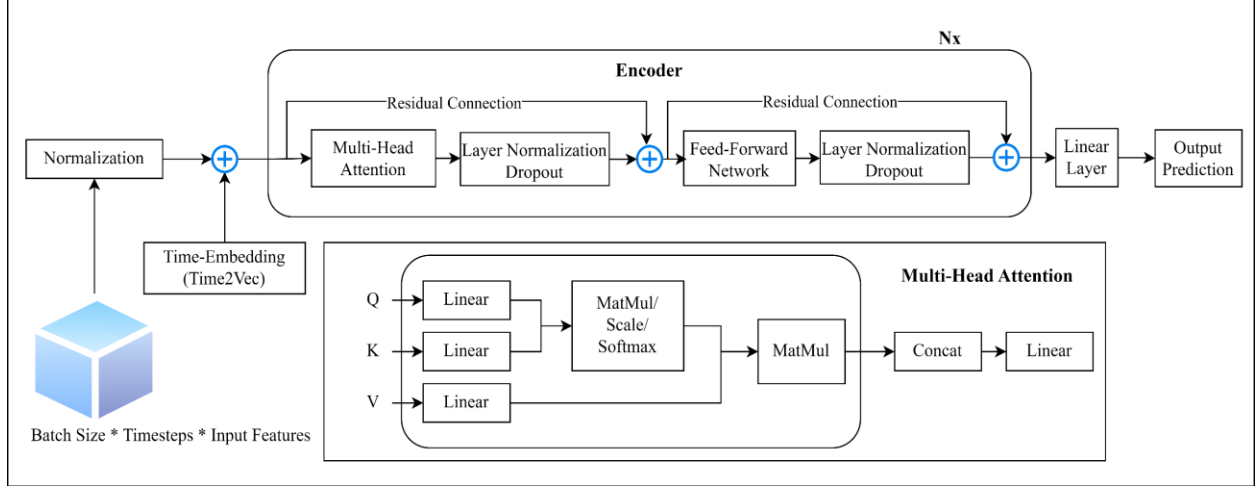 Nx
Encoder
Residual Connection
Residual Connection
Normalization
Multi-Head
Attention
Layer Normalization
Dropout
Feed-Forward
Network
Layer Normalization
Dropout
Linear
Layer
Output
Prediction
Time-Embedding
(Time2Vec)
Batch Size * Timesteps * Input Features
Multi-Head Attention
Q
Linear
K
Linear
V
Linear
MatMul/
Scale/
Softmax
MatMul
Concat
Linear